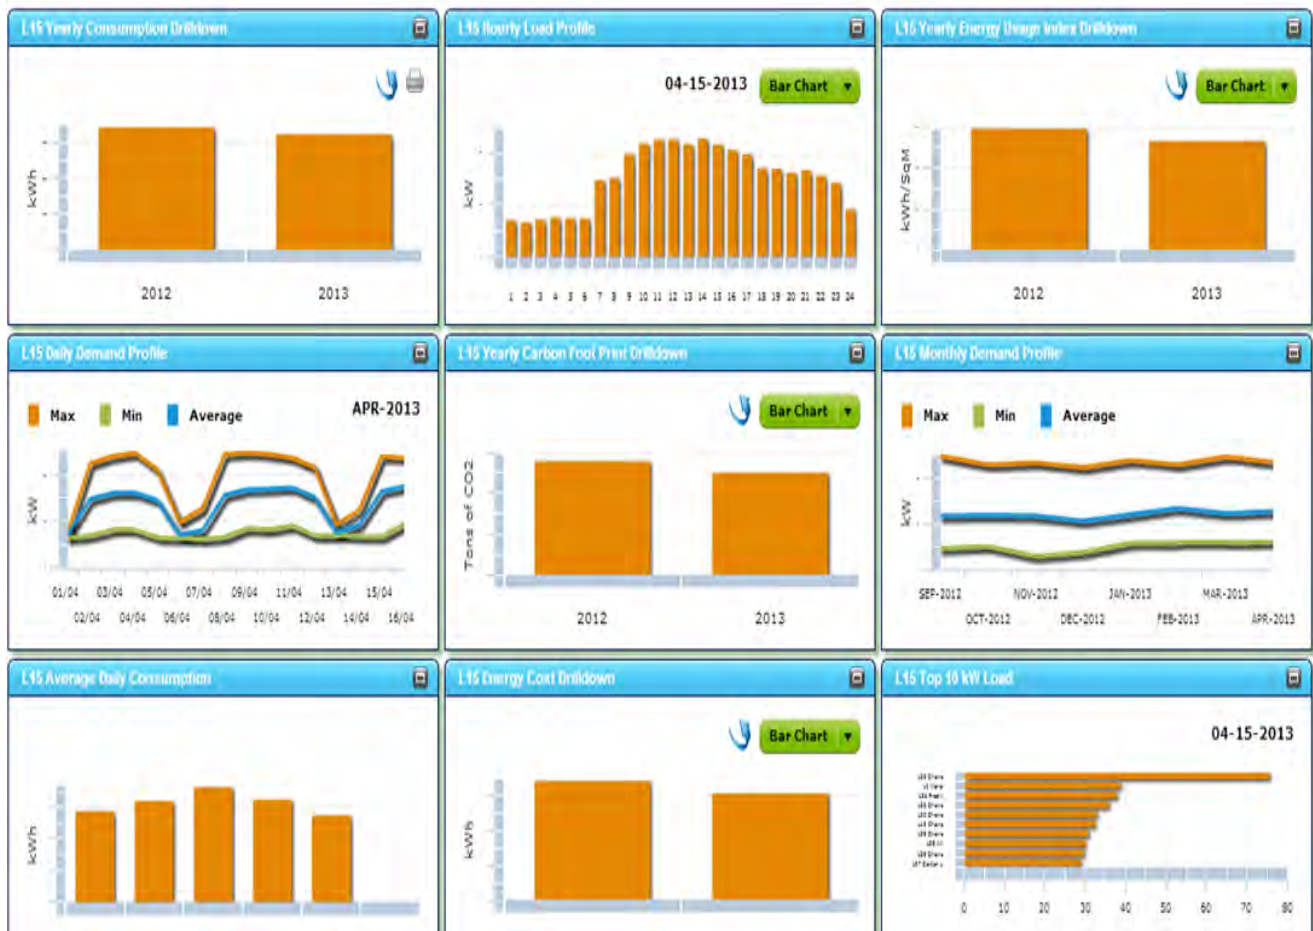 L15 Yearly Consumption Drilldown
kWh
2012 2013
L15 Hourly Load Profile
04-15-2013 Bar Chart
kW
1 2 3 4 5 6 7 8 9 10 11 12 13 14 15 16 17 18 19 20 21 22 23 24
L15 Yearly Energy Usage Index Drilldown
Bar Chart
kWh/SqM
2012 2013
L15 Daily Demand Profile
Max Min Average APR-2013
kW
01/04 03/04 05/04 07/04 09/04 11/04 13/04 15/04
02/04 04/04 06/04 08/04 10/04 12/04 14/04 16/04
L15 Yearly Carbon Foot Print Drilldown
Bar Chart
Tons of CO2
2012 2013
L15 Monthly Demand Profile
Max Min Average
kW
SEP-2012 NOV-2012 JAN-2013 MAR-2013
OCT-2012 DEC-2012 FEB-2013 APR-2013
L15 Average Daily Consumption
kWh
L15 Energy Cost Drilldown
Bar Chart
kWh
L15 Top 10 kW Load
04-15-2013
0 10 20 30 40 50 60 70 80